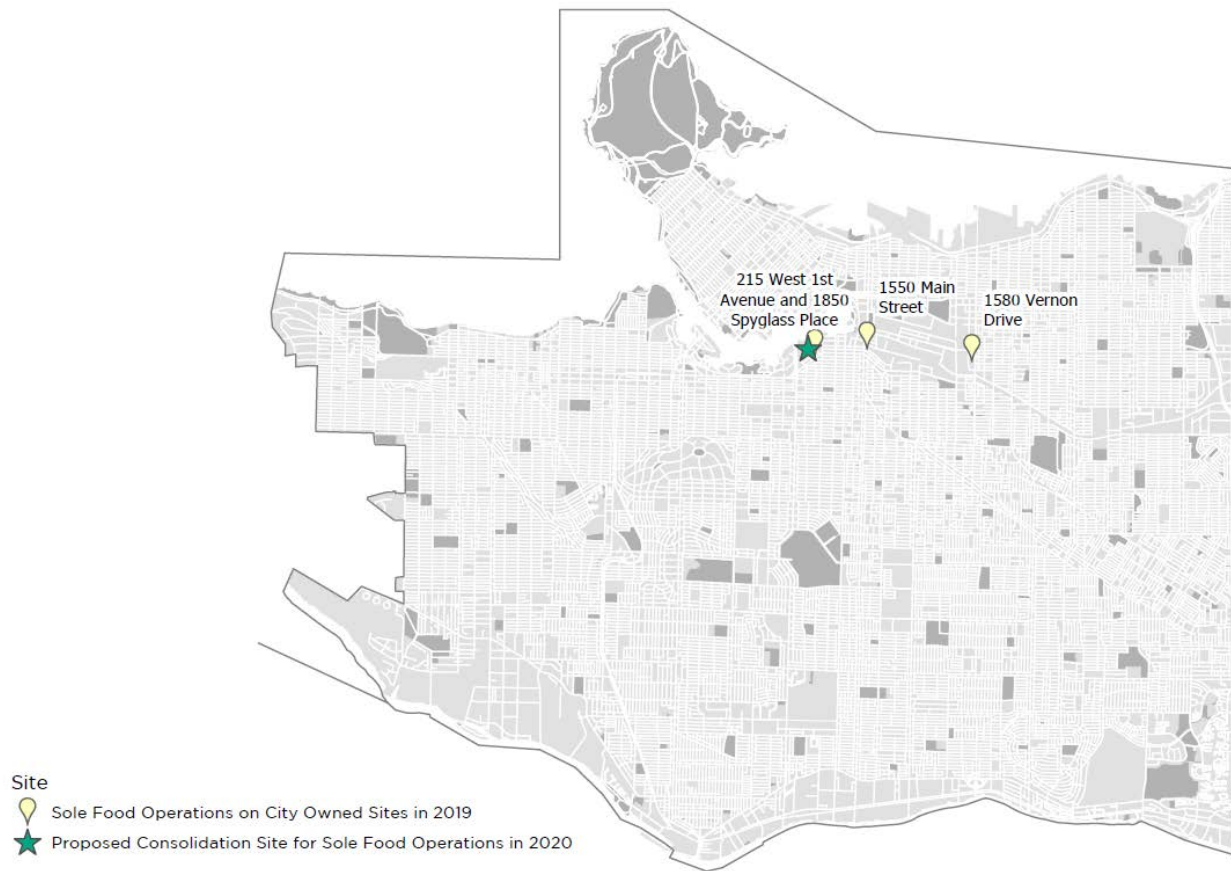 215 West 1st
Avenue and 1850
Spyglass Place
1550 Main
Street
1580 Vernon
Drive
Site
Sole Food Operations on City Owned Sites in 2019
Proposed Consolidation Site for Sole Food Operations in 2020